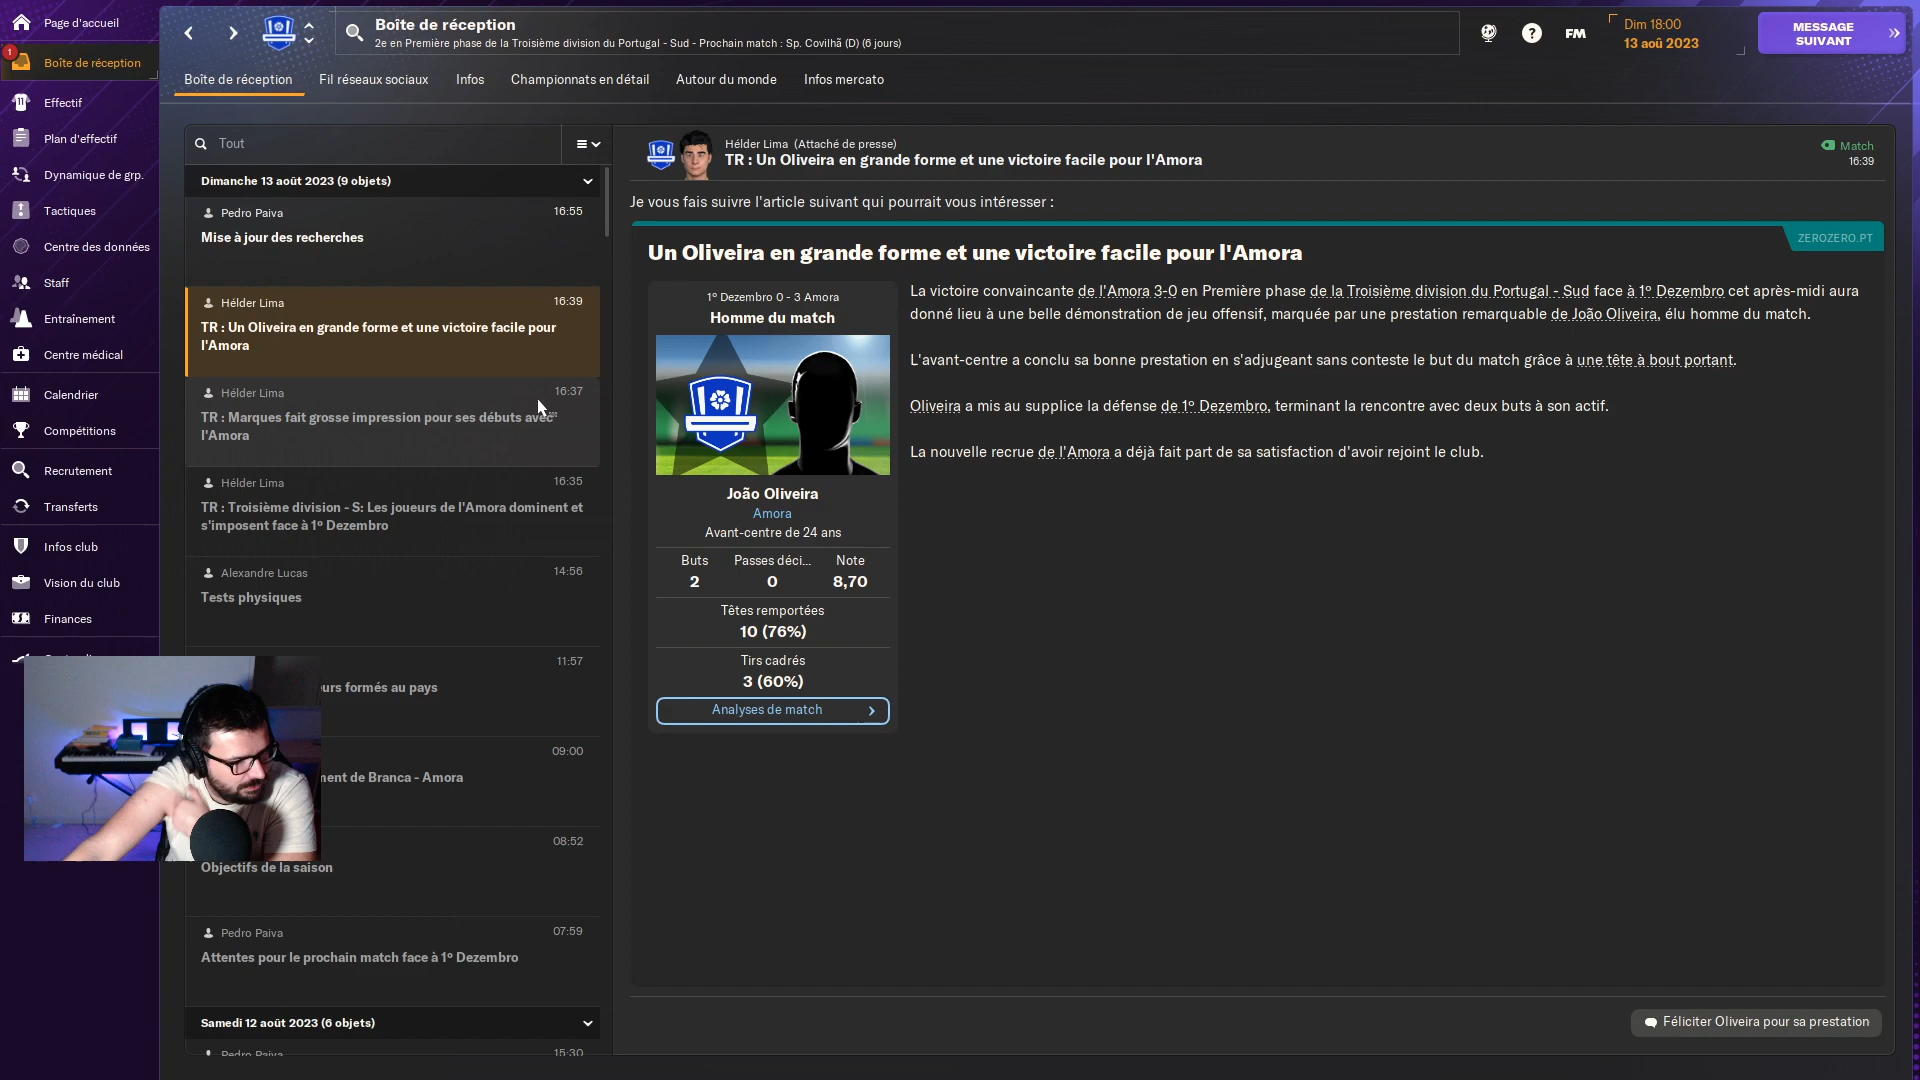 Page d'accueil
1
Boîte de réception
Effectif
Plan d'effectif
Dynamique de grp.
Tactiques
Centre des données
Staff
Entraînement
Centre médical
Calendrier
Compétitions
Recrutement
Transferts
Infos club
Vision du club
Finances
Boîte de réception
2e en Première phase de la Troisième division du Portugal - Sud - Prochain match : Sp. Covilhã (D) (6 jours)
FM
Dim 18:00
13 aoû 2023
MESSAGE
SUIVANT
Boîte de réception
Fil réseaux sociaux
Infos
Championnats en détail
Autour du monde
Infos mercato
Tout
Dimanche 13 août 2023 (9 objets)
Pedro Paiva 16:55
Mise à jour des recherches
Hélder Lima 16:39
TR : Un Oliveira en grande forme et une victoire facile pour
l'Amora
Hélder Lima 16:37
TR : Marques fait grosse impression pour ses débuts avec
l'Amora
Hélder Lima 16:35
TR : Troisième division - S: Les joueurs de l'Amora dominent et
s'imposent face à 1º Dezembro
Alexandre Lucas 14:56
Tests physiques
11:57
eurs formés au pays
09:00
ment de Branca - Amora
08:52
Objectifs de la saison
Pedro Paiva 07:59
Attentes pour le prochain match face à 1º Dezembro
Samedi 12 août 2023 (6 objets)
Pedro Paiva 15:30
Hélder Lima (Attaché de presse)
TR : Un Oliveira en grande forme et une victoire facile pour l'Amora
Match
16:39
Je vous fais suivre l'article suivant qui pourrait vous intéresser :
ZEROZERO.PT
Un Oliveira en grande forme et une victoire facile pour l'Amora
1º Dezembro 0 - 3 Amora
Homme du match
João Oliveira
Amora
Avant-centre de 24 ans
Buts Passes déci... Note
2 0 8,70
Têtes remportées
10 (76%)
Tirs cadrés
3 (60%)
Analyses de match
La victoire convaincante de l'Amora 3-0 en Première phase de la Troisième division du Portugal - Sud face à 1º Dezembro cet après-midi aura
donné lieu à une belle démonstration de jeu offensif, marquée par une prestation remarquable de João Oliveira, élu homme du match.
L'avant-centre a conclu sa bonne prestation en s'adjugeant sans conteste le but du match grâce à une tête à bout portant.
Oliveira a mis au supplice la défense de 1º Dezembro, terminant la rencontre avec deux buts à son actif.
La nouvelle recrue de l'Amora a déjà fait part de sa satisfaction d'avoir rejoint le club.
Féliciter Oliveira pour sa prestation